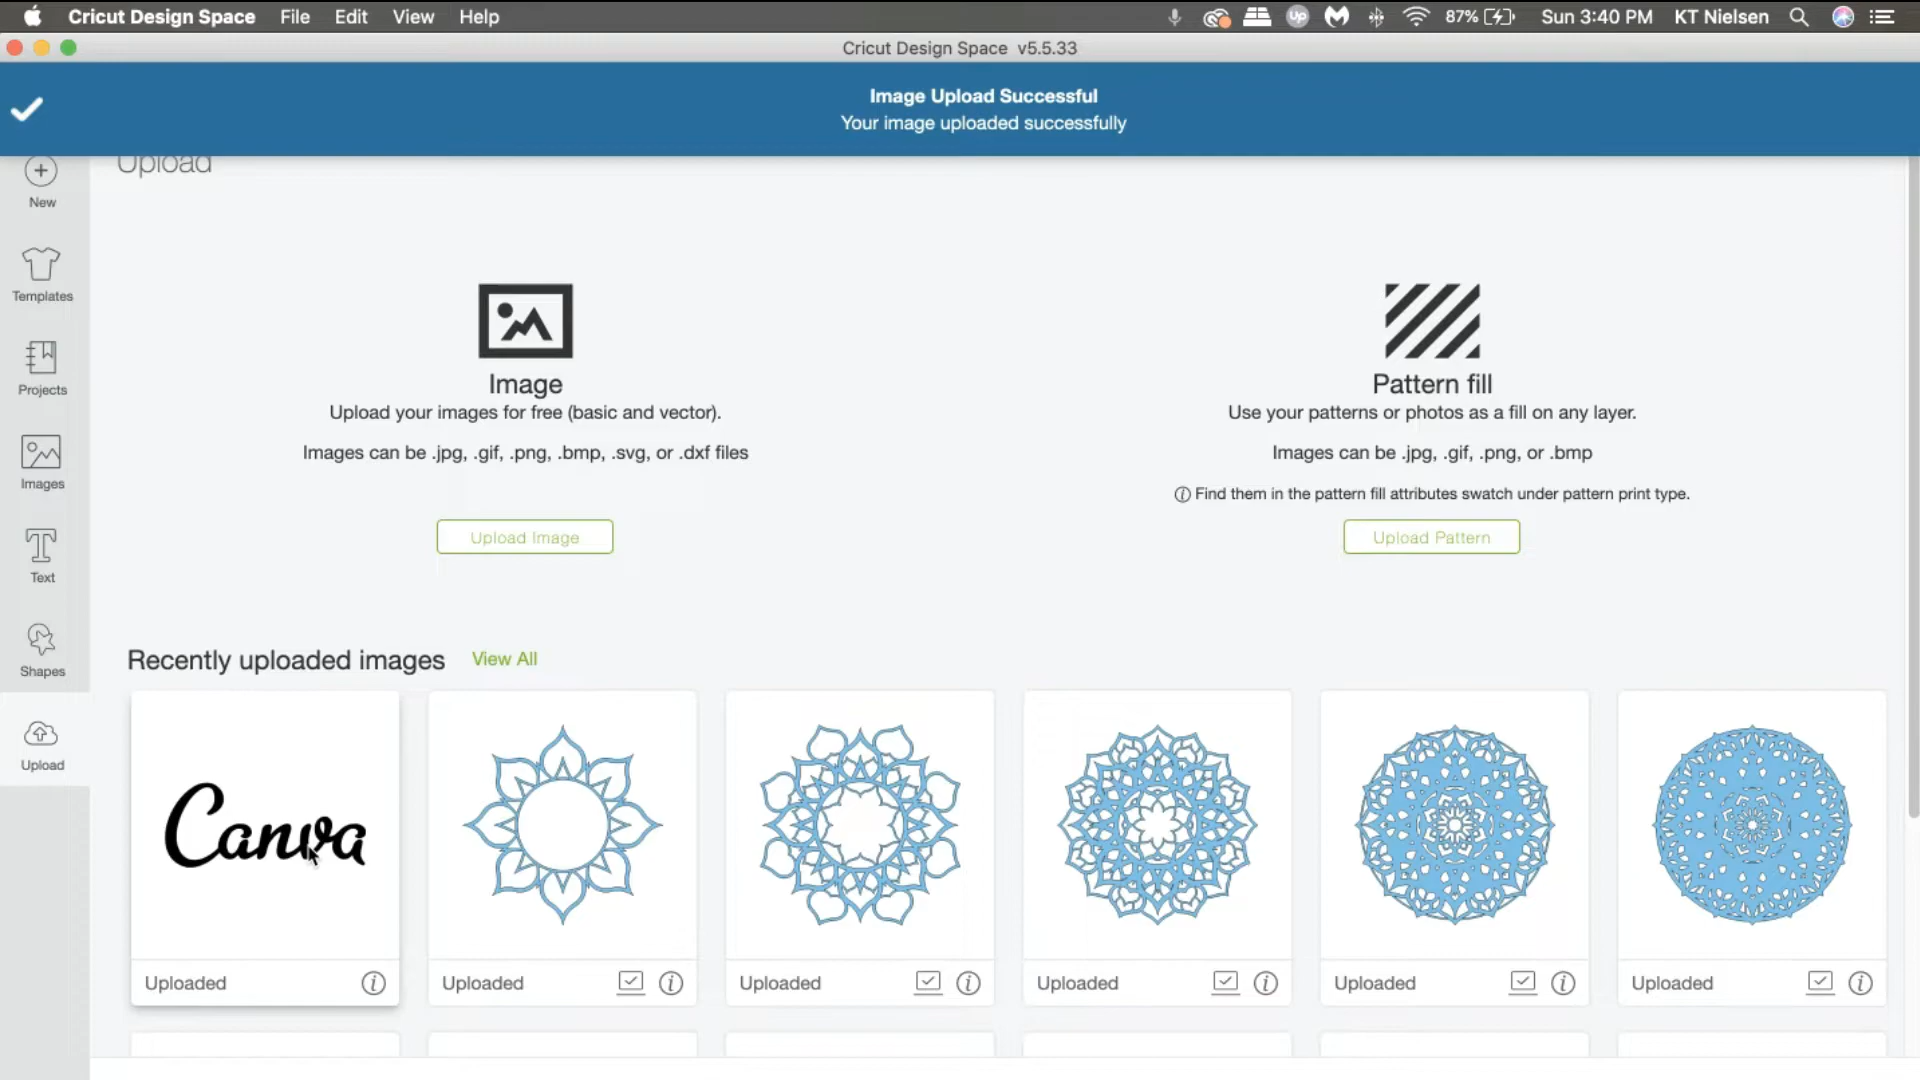 Cricut Design Space File Edit View Help Up 87% Sun 3:40 PM KT Nielsen
Cricut Design Space v5.5.33
Image Upload Successful
Your image uploaded successfully
Upload
New
Templates
Projects
Images
Text
Shapes
Upload
Image
Upload your images for free (basic and vector).
Images can be .jpg, .gif, .png, .bmp, .svg, or .dxf files
Upload Image
Pattern fill
Use your patterns or photos as a fill on any layer.
Images can be .jpg, .gif, .png, or .bmp
Find them in the pattern fill attributes swatch under pattern print type.
Upload Pattern
Recently uploaded images View All
Canva
Uploaded Uploaded Uploaded Uploaded Uploaded Uploaded